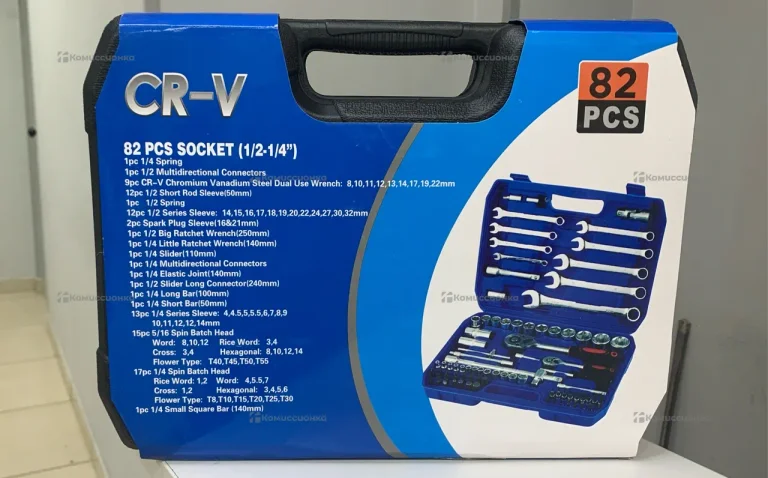 CR-V
82 PCS
82 PCS SOCKET (1/2-1/4")
1pc 1/4 Spring
1pc 1/2 Multidirectional Connectors
9pc CR-V Chromium Vanadium Steel Dual Use Wrench: 8,10,11,12,13,14,17,19,22mm
12pc 1/2 Short Rod Sleeve(50mm)
1pc 1/2 Spring
12pc 1/2 Series Sleeve: 14,15,16,17,18,19,20,22,24,27,30,32mm
2pc Spark Plug Sleeve(16&21mm)
1pc 1/2 Big Ratchet Wrench(250mm)
1pc 1/4 Little Ratchet Wrench(140mm)
1pc 1/4 Slider(110mm)
1pc 1/4 Multidirectional Connectors
1pc 1/4 Elastic Joint(140mm)
1pc 1/2 Slider Long Connector(240mm)
1pc 1/4 Long Bar(100mm)
1pc 1/4 Short Bar(50mm)
13pc 1/4 Series Sleeve: 4,4.5,5,5.5,6,7,8,9
10,11,12,12,14mm
15pc 5/16 Spin Batch Head
Word: 8,10,12 Rice Word: 3,4
Cross: 3,4 Hexagonal: 8,10,12,14
Flower Type: T40,T45,T50,T55
17pc 1/4 Spin Batch Head
Rice Word: 1,2 Word: 4,5.5,7
Cross: 1,2 Hexagonal: 3,4,5,6
Flower Type: T8,T10,T15,T20,T25,T30
1pc 1/4 Small Square Bar (140mm)
Комиссионка
Комиссионка
Комиссионка
Комиссионка
Комиссионка
Комиссионка
Комиссионка
Комиссионка
Комиссионка